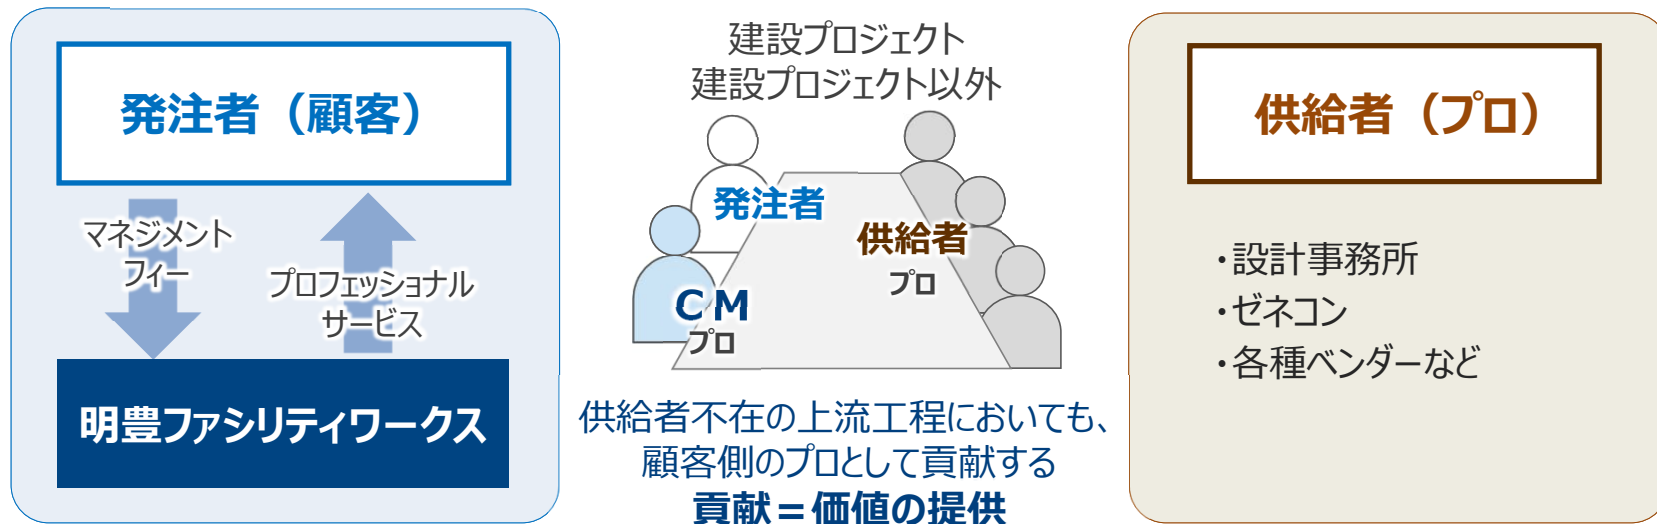 発注者（顧客）
マネジメント
フィー
プロフェッショナル
サービス
明豊ファシリティワークス
建設プロジェクト
建設プロジェクト以外
発注者
供給者
プロ
ＣＭ
プロ
供給者不在の上流工程においても、
顧客側のプロとして貢献する
貢献＝価値の提供
供給者（プロ）
・設計事務所
・ゼネコン
・各種ベンダーなど